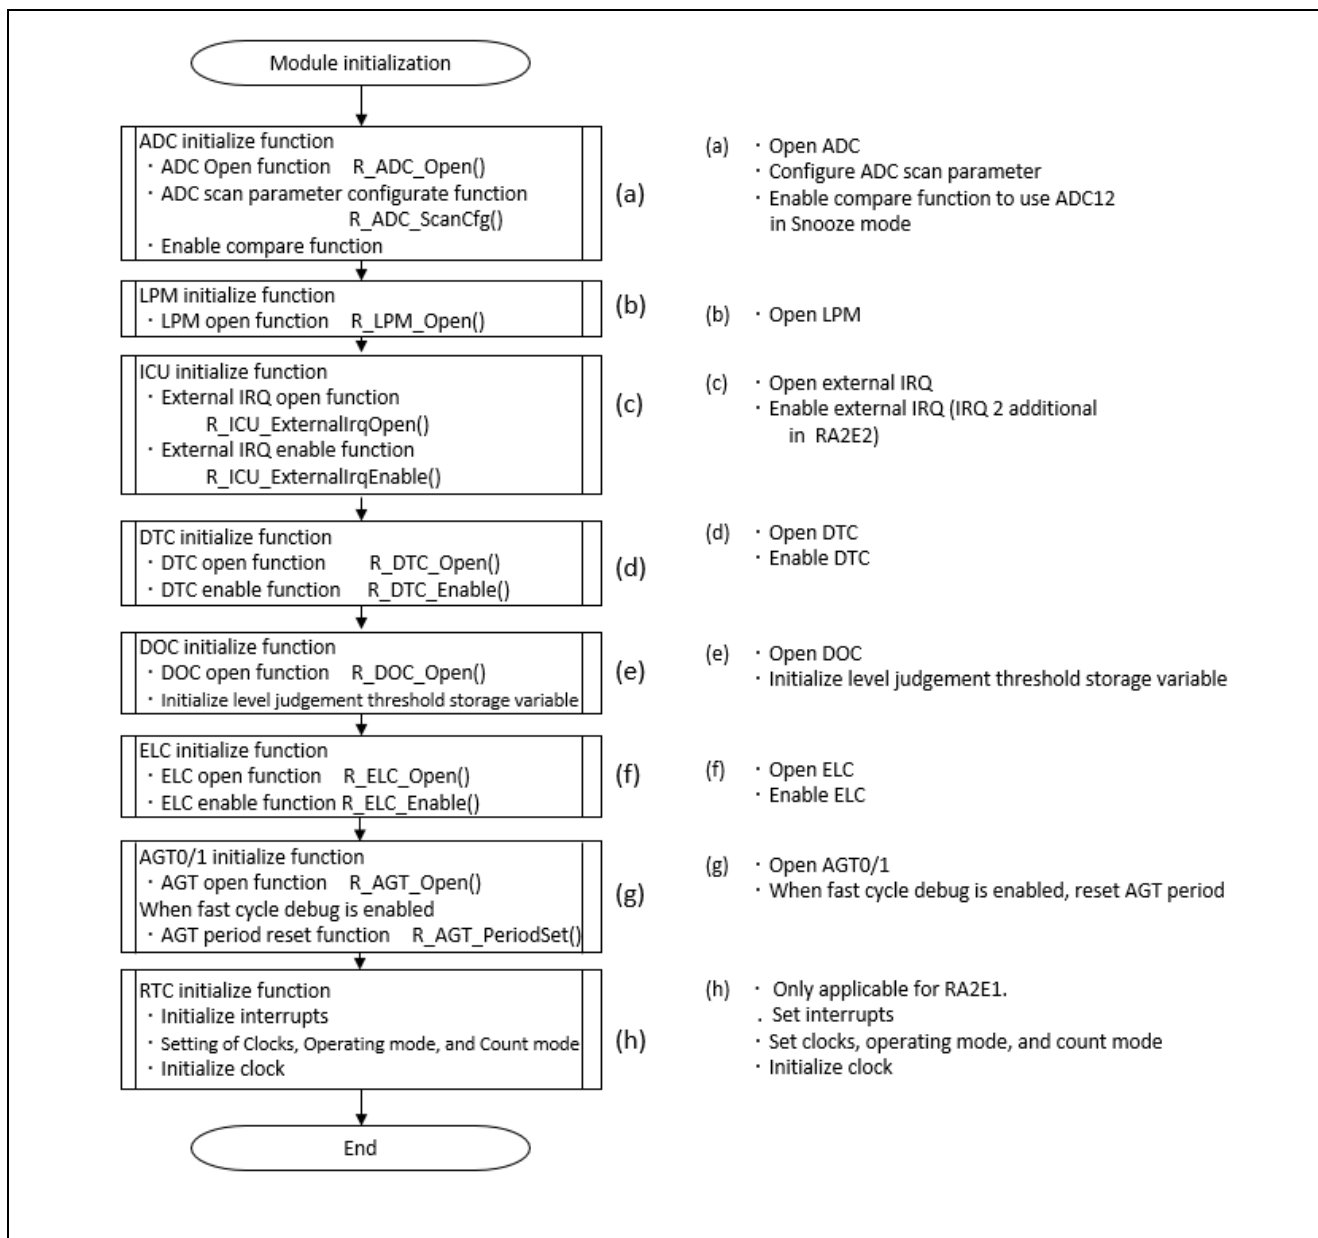 Module initialization
ADC initialize function
・ADC Open function R_ADC_Open()
・ADC scan parameter configurate function
R_ADC_ScanCfg()
・Enable compare function
(a)
(a) ・Open ADC
・Configure ADC scan parameter
・Enable compare function to use ADC12
in Snooze mode
LPM initialize function
・LPM open function R_LPM_Open()
(b)
(b) ・Open LPM
ICU initialize function
・External IRQ open function
R_ICU_ExternalIrqOpen()
・External IRQ enable function
R_ICU_ExternalIrqEnable()
(c)
(c) ・Open external IRQ
・Enable external IRQ (IRQ 2 additional
in RA2E2)
DTC initialize function
・DTC open function R_DTC_Open()
・DTC enable function R_DTC_Enable()
(d)
(d) ・Open DTC
・Enable DTC
DOC initialize function
・DOC open function R_DOC_Open()
・Initialize level judgement threshold storage variable
(e)
(e) ・Open DOC
・Initialize level judgement threshold storage variable
ELC initialize function
・ELC open function R_ELC_Open()
・ELC enable function R_ELC_Enable()
(f)
(f) ・Open ELC
・Enable ELC
AGT0/1 initialize function
・AGT open function R_AGT_Open()
When fast cycle debug is enabled
・AGT period reset function R_AGT_PeriodSet()
(g)
(g) ・Open AGT0/1
・When fast cycle debug is enabled, reset AGT period
RTC initialize function
・Initialize interrupts
・Setting of Clocks, Operating mode, and Count mode
・Initialize clock
(h)
(h) ・ Only applicable for RA2E1.
. Set interrupts
・Set clocks, operating mode, and count mode
・Initialize clock
End